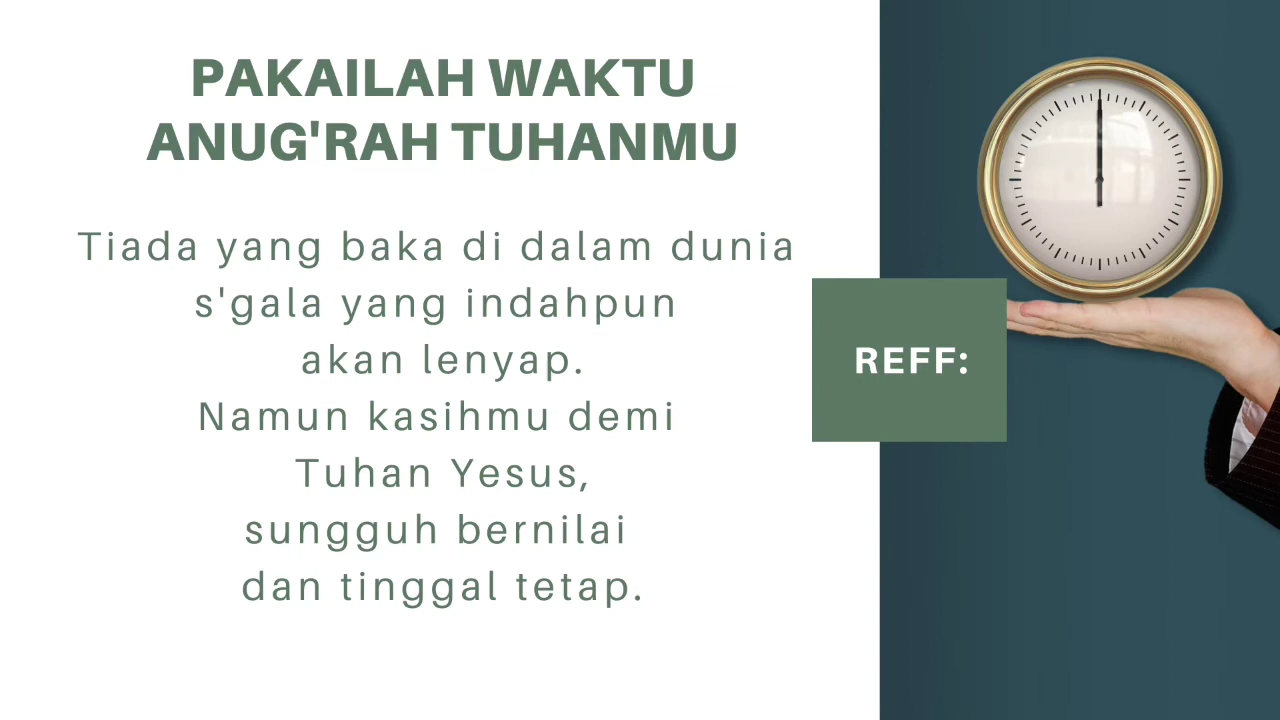 PAKAILAH WAKTU
ANUG'RAH TUHANMU
Tiada yang baka di dalam dunia
s'gala yang indahpun
akan lenyap.
Namun kasihmu demi
Tuhan Yesus,
sungguh bernilai
dan tinggal tetap.
REFF: